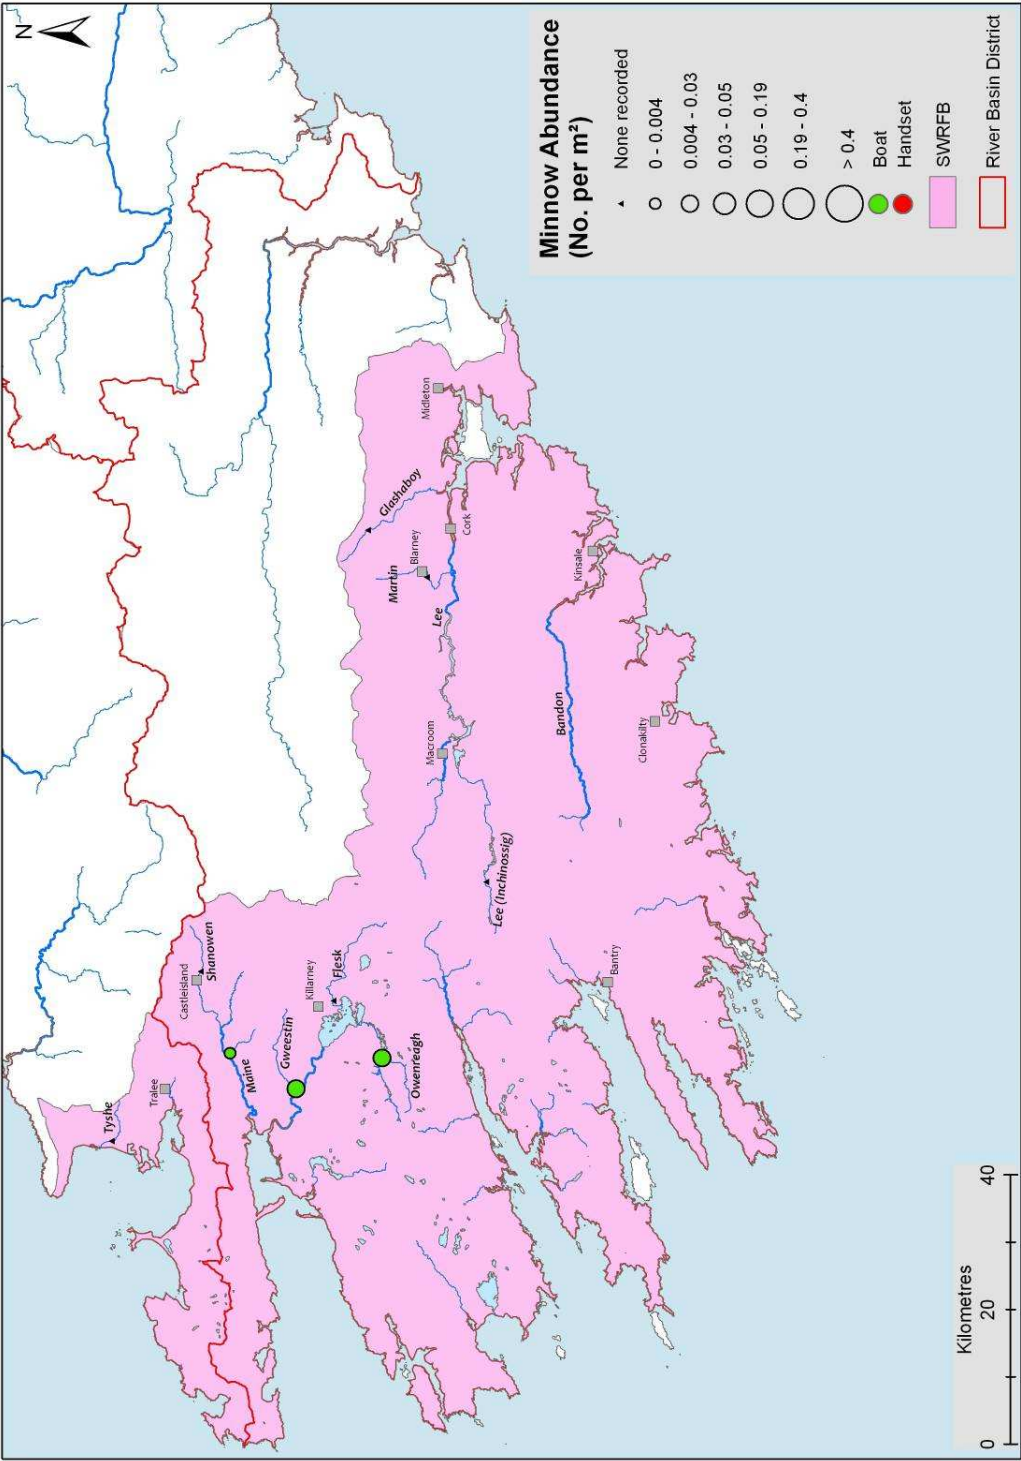 N
Minnow Abundance
(No. per m²)
None recorded
0 - 0.004
0.004 - 0.03
0.03 - 0.05
0.05 - 0.19
0.19 - 0.4
> 0.4
Boat
Handset
SWRFB
River Basin District
Tyshe
Tralee
Castleisland
Shanowen
Maine
Gweestin
Killarney
Flesk
Owenreagh
Glashaboy
Midleton
Martin
Blarney
Cork
Lee
Macroom
Lee (Inchinossig)
Bandon
Kinsale
Clonakilty
Bantry
Kilometres
0 20 40